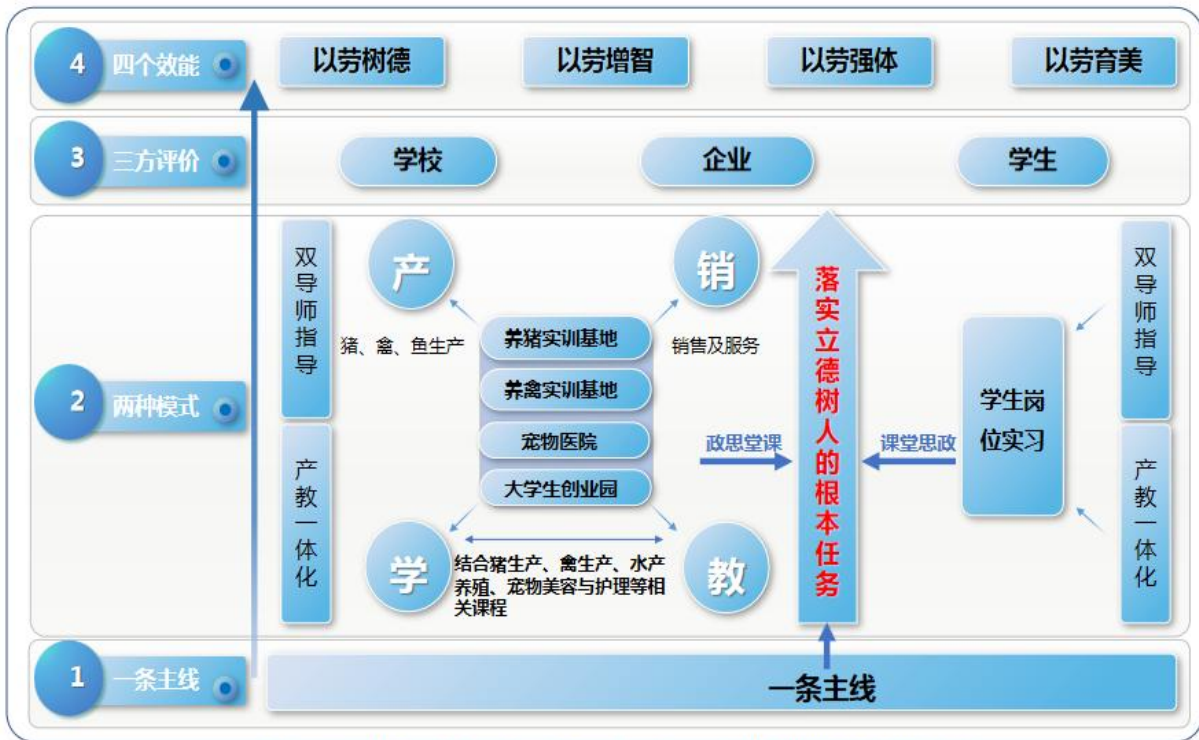 4
四个效能
以劳树德
以劳增智
以劳强体
以劳育美
3
三方评价
学校
企业
学生
2
两种模式
双导师指导
产教一体化
产
销
猪、禽、鱼生产
销售及服务
养猪实训基地
养禽实训基地
宠物医院
大学生创业园
学
教
结合猪生产、禽生产、水产
养殖、宠物美容与护理等相
关课程
政思堂课
落实立德树人的根本任务
课堂思政
学生岗
位实习
双导师指导
产教一体化
1
一条主线
一条主线